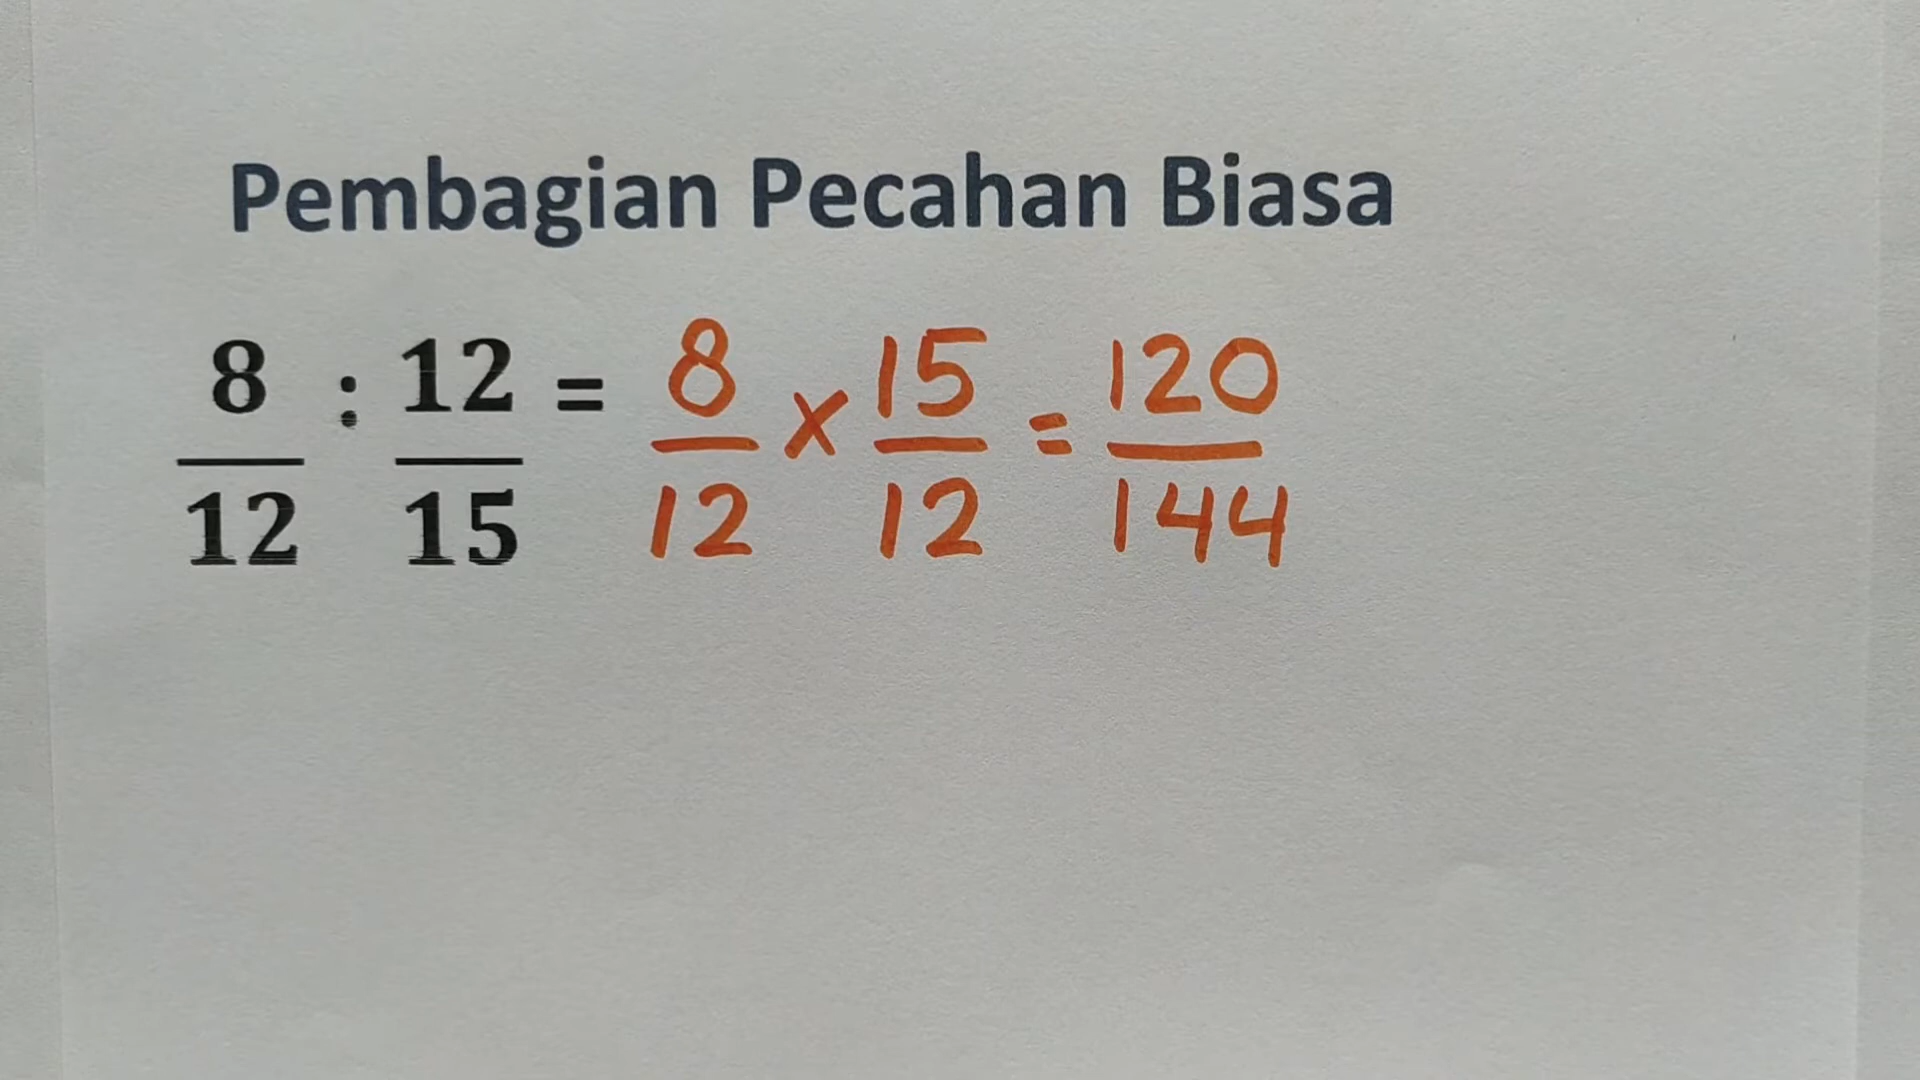 Pembagian Pecahan Biasa
8/12 : 12/15 = 8/12 × 15/12 = 120/144